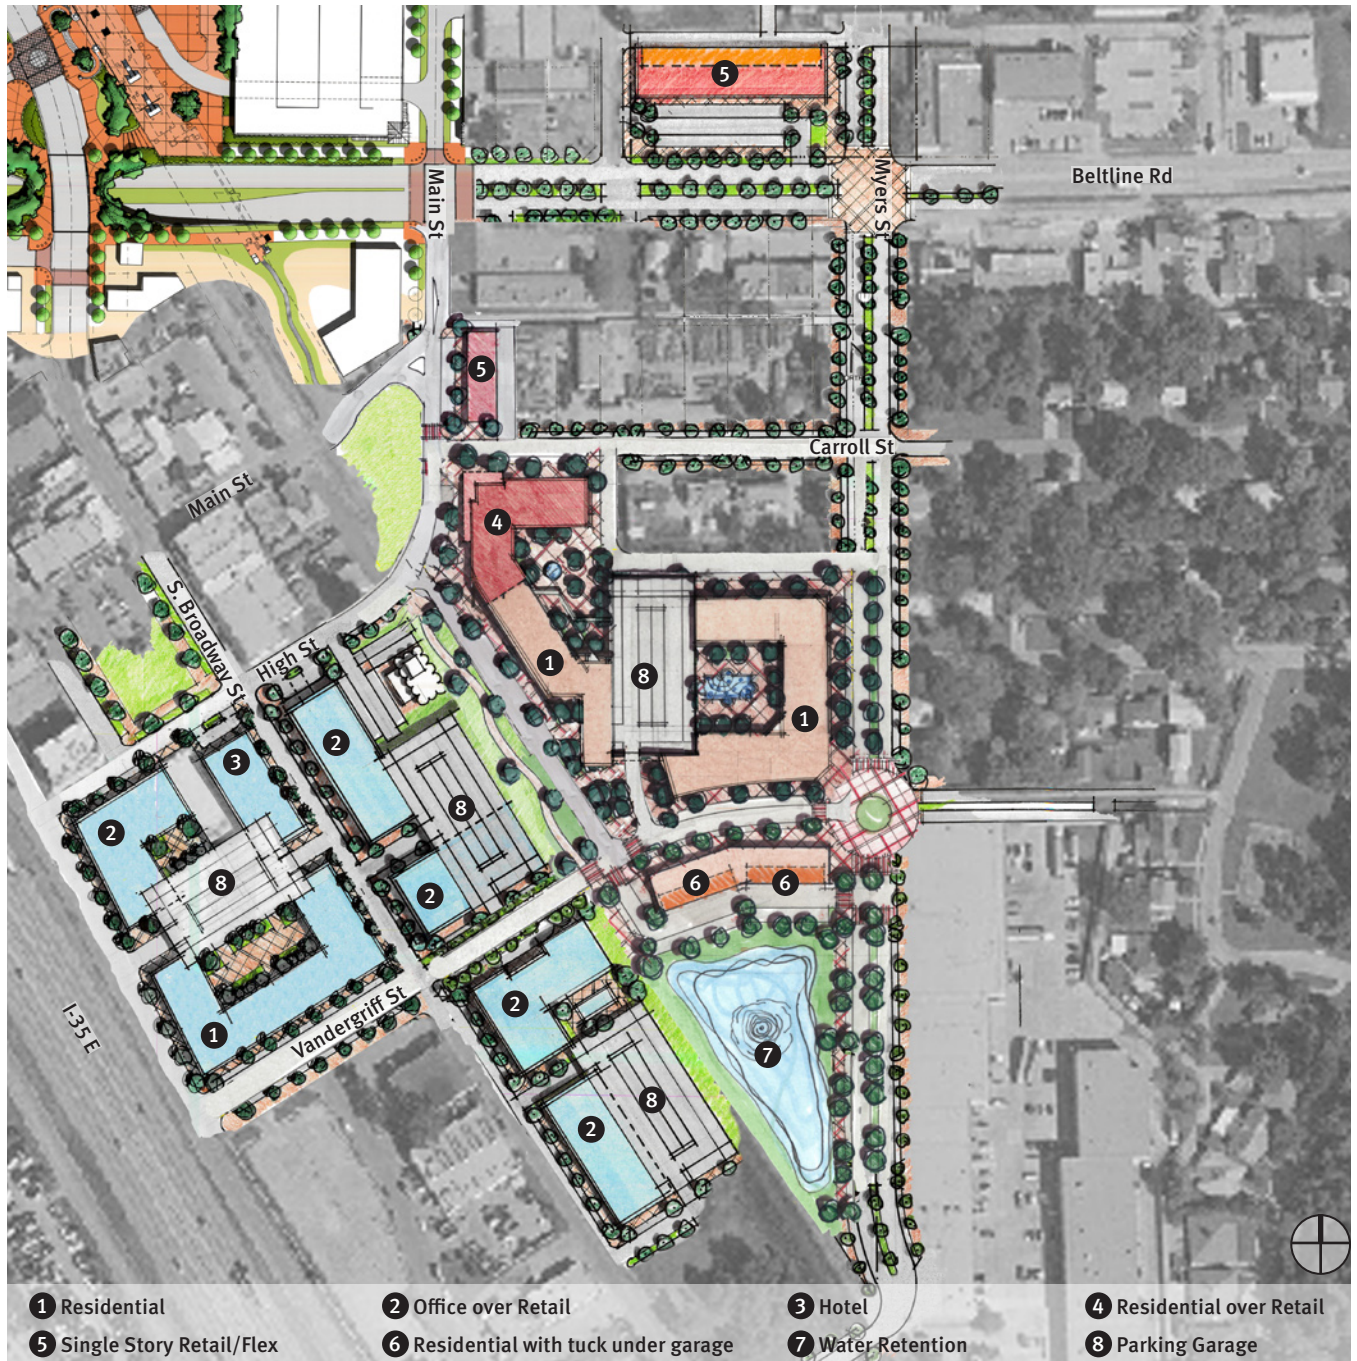 5
Beltline Rd
Main St
Myers St
5
Carroll St
Main St
4
S. Broadway St
High St
1
8
2
3
1
8
2
8
6
6
2
2
1
Vandergriff St
I-35 E
7
8
2
1 Residential
2 Office over Retail
3 Hotel
4 Residential over Retail
5 Single Story Retail/Flex
6 Residential with tuck under garage
7 Water Retention
8 Parking Garage